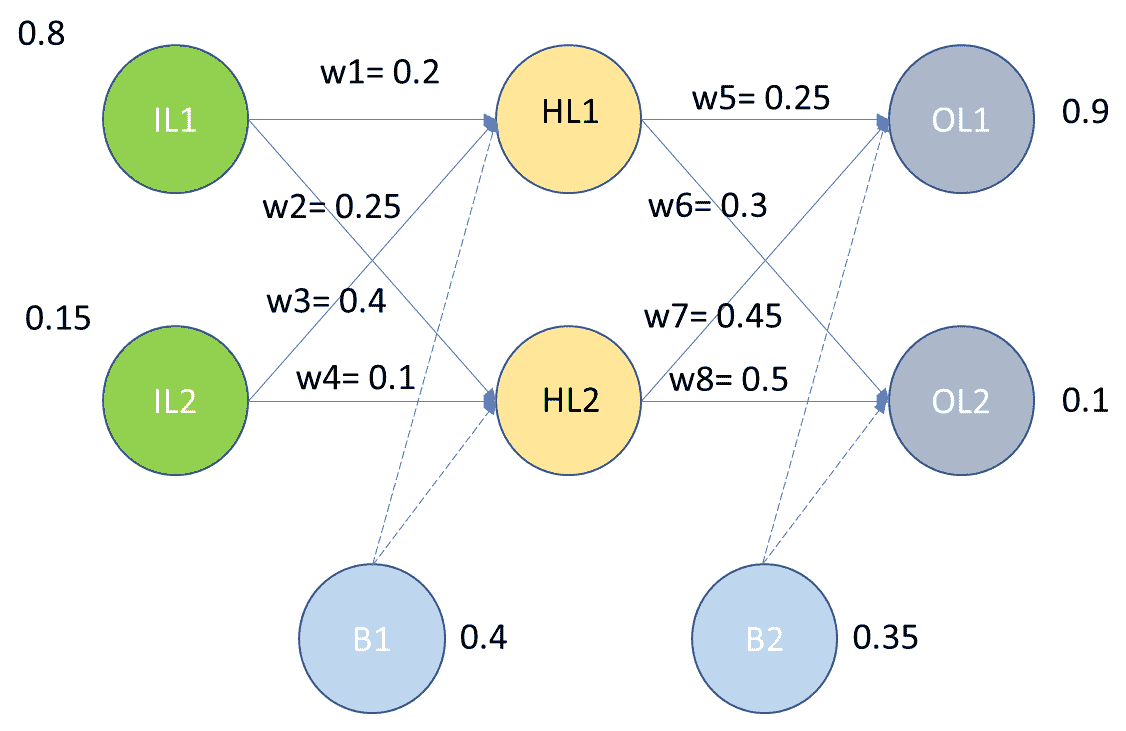 0.8
w1= 0.2
IL1
HL1
w5= 0.25
OL1
0.9
w2= 0.25
w6= 0.3
w3= 0.4
0.15
w7= 0.45
w4= 0.1
w8= 0.5
IL2
HL2
OL2
0.1
B1
0.4
B2
0.35